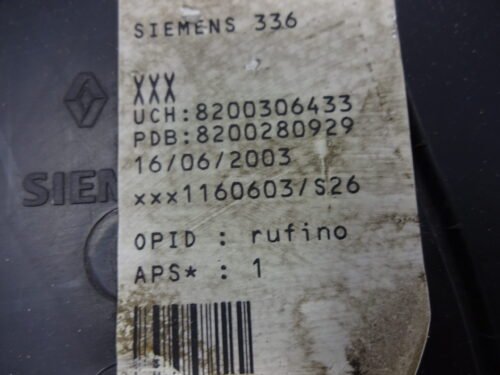 SIEMENS 336
XXX
UCH:8200306433
PDB:8200280929
16/06/2003
SIEM
xxx1160603/S26
OPID : rufino
APS* : 1